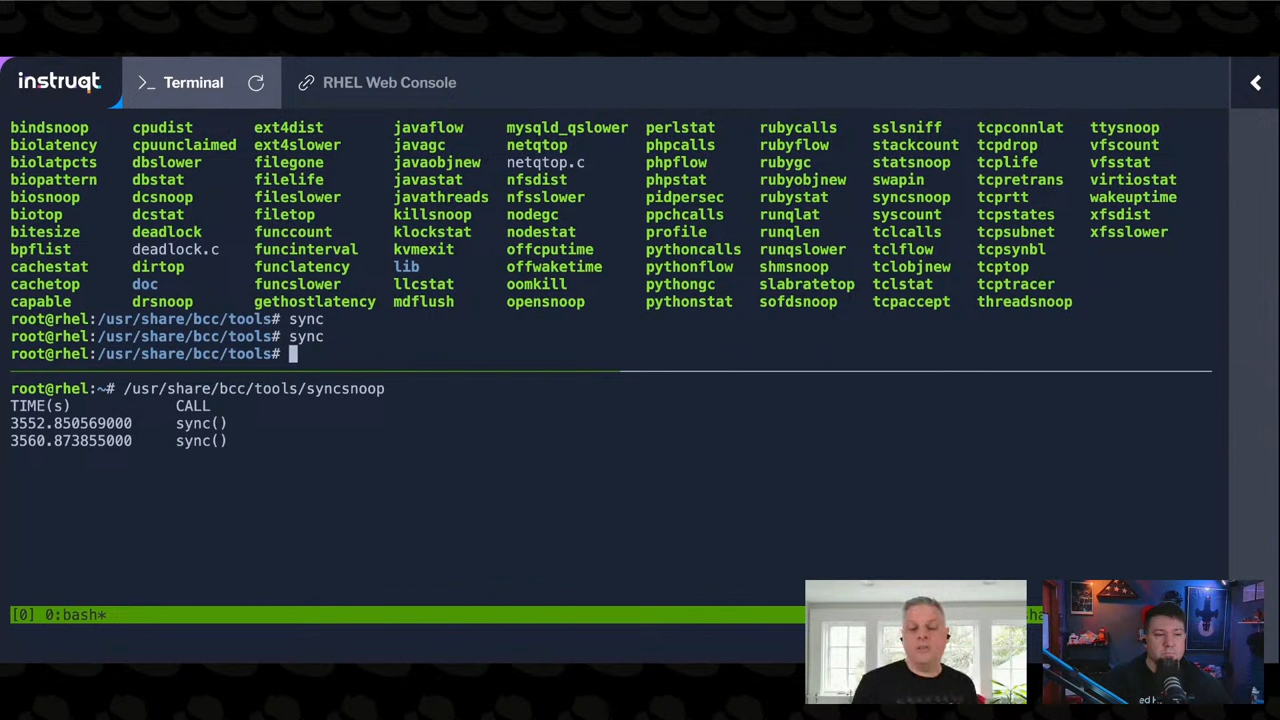 instruqt
Terminal
RHEL Web Console
bindsnoop cpudist ext4dist javaflow mysqld_qslower perlstat rubycalls sslsniff tcpconnlat ttysnoop
biolatency cpuunclaimed ext4slower javagc netqtop phpcalls rubyflow stackcount tcpdrop vfscount
biolatpcts dbslower filegone javaobjnew netqtop.c phpflow rubygc statsnoop tcplife vfsstat
biopattern dbstat filelife javastat nfsdist phpstat rubyobjnew swapin tcpretrans virtiostat
biosnoop dcsnoop fileslower javathreads nfsslower pidpersec rubystat syncsnoop tcprtt wakeuptime
biotop dcstat filetop killsnoop nodegc ppchcalls runqlat syscount tcpstates xfsdist
bitesize deadlock funccount klockstat nodestat profile runqlen tclcalls tcpsubnet xfsslower
bpflist deadlock.c funcinterval kvmexit offcputime pythoncalls runqslower tclflow tcpsynbl
cachestat dirtop funclatency lib offwaketime pythonflow shmsnoop tclobjnew tcptop
cachetop doc funcslower llcstat oomkill pythongc slabratetop tclstat tcptracer
capable drsnoop gethostlatency mdflush opensnoop pythonstat sofdsnoop tcpaccept threadsnoop
root@rhel:/usr/share/bcc/tools# sync
root@rhel:/usr/share/bcc/tools# sync
root@rhel:/usr/share/bcc/tools#
root@rhel:~# /usr/share/bcc/tools/syncsnoop
TIME(s) CALL
3552.850569000 sync()
3560.873855000 sync()
[0] 0:bash*